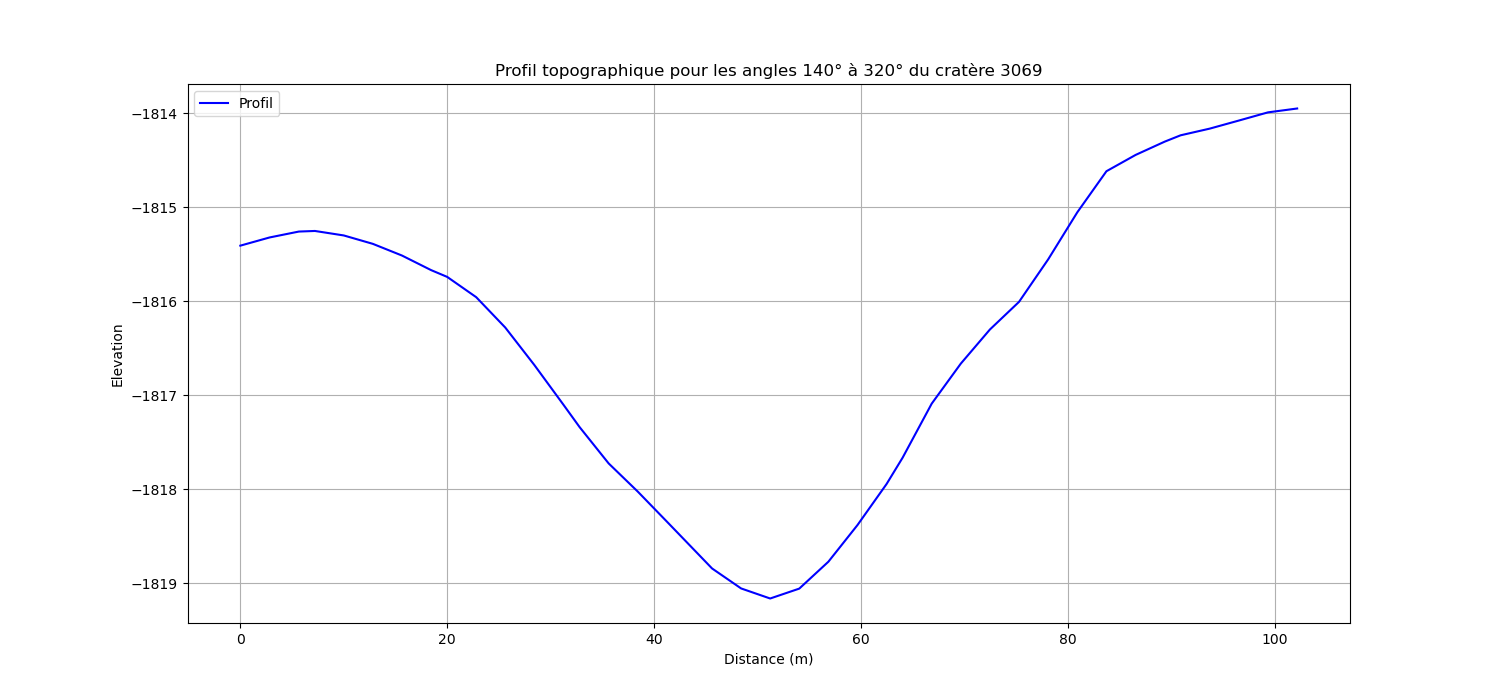 Profil topographique pour les angles 140° à 320° du cratère 3069
Profil
−1814
−1815
−1816
−1817
−1818
−1819
Elevation
0 20 40 60 80 100
Distance (m)